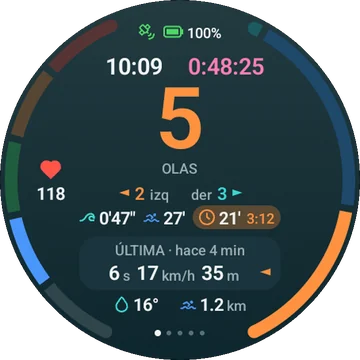 100%
10:09 0:48:25
5
OLAS
118
2 izq der 3
0'47" 27' 21' 3:12
ÚLTIMA · hace 4 min
6 s 17 km/h 35 m
16° 1.2 km